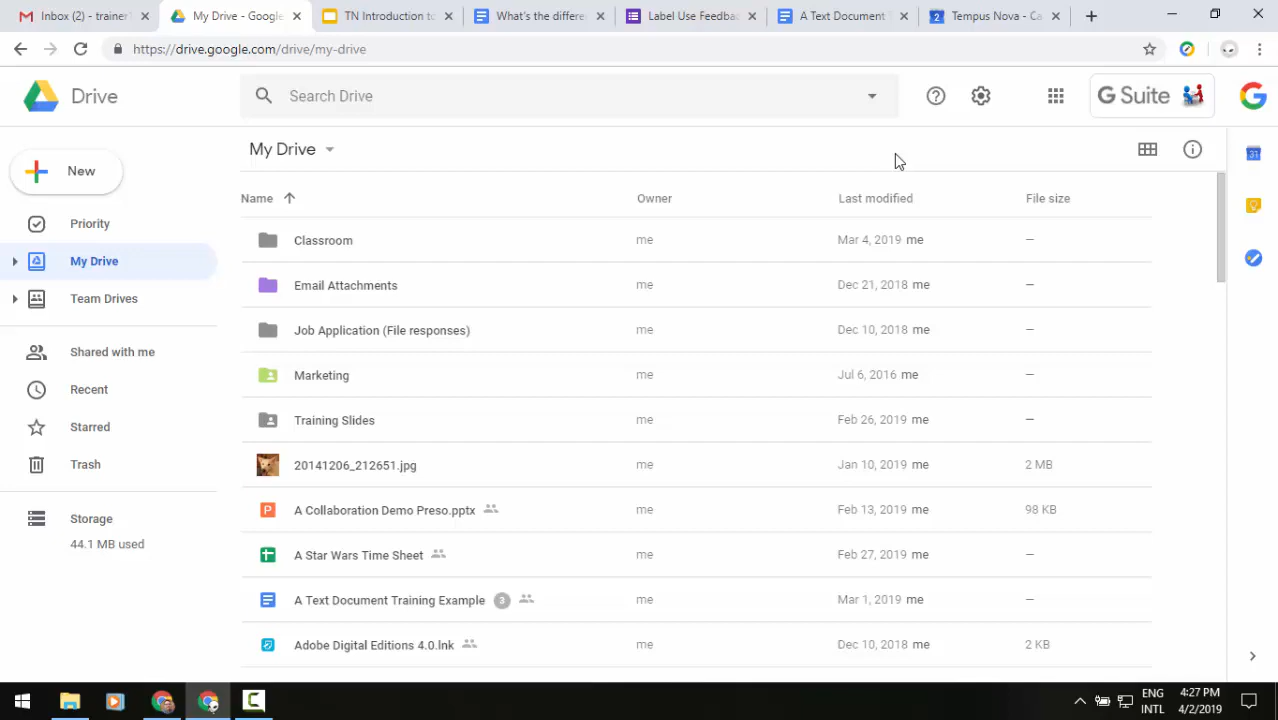 Inbox (2) - trainer
My Drive - Google
TN Introduction to
What's the differe
Label Use Feedba
A Text Document T
Tempus Nova - Ca
https://drive.google.com/drive/my-drive
Drive
Search Drive
G Suite
My Drive
New
Priority
My Drive
Team Drives
Shared with me
Recent
Starred
Trash
Storage
44.1 MB used
Name Owner Last modified File size
Classroom me Mar 4, 2019 me –
Email Attachments me Dec 21, 2018 me –
Job Application (File responses) me Dec 10, 2018 me –
Marketing me Jul 6, 2016 me –
Training Slides me Feb 26, 2019 me –
20141206_212651.jpg me Jan 10, 2019 me 2 MB
A Collaboration Demo Preso.pptx me Feb 13, 2019 me 98 KB
A Star Wars Time Sheet me Feb 27, 2019 me –
A Text Document Training Example 3 me Mar 1, 2019 me –
Adobe Digital Editions 4.0.lnk me Dec 10, 2018 me 2 KB
ENG
INTL
4:27 PM
4/2/2019